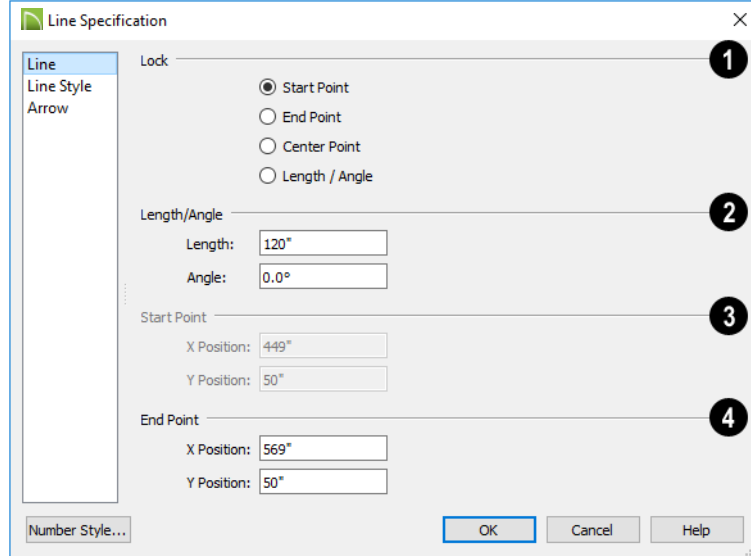 Line Specification
Line
Line Style
Arrow
Lock
1
Start Point
End Point
Center Point
Length / Angle
Length/Angle
2
Length: 120"
Angle: 0.0°
Start Point
3
X Position: 449"
Y Position: 50"
End Point
4
X Position: 569"
Y Position: 50"
Number Style...
OK
Cancel
Help